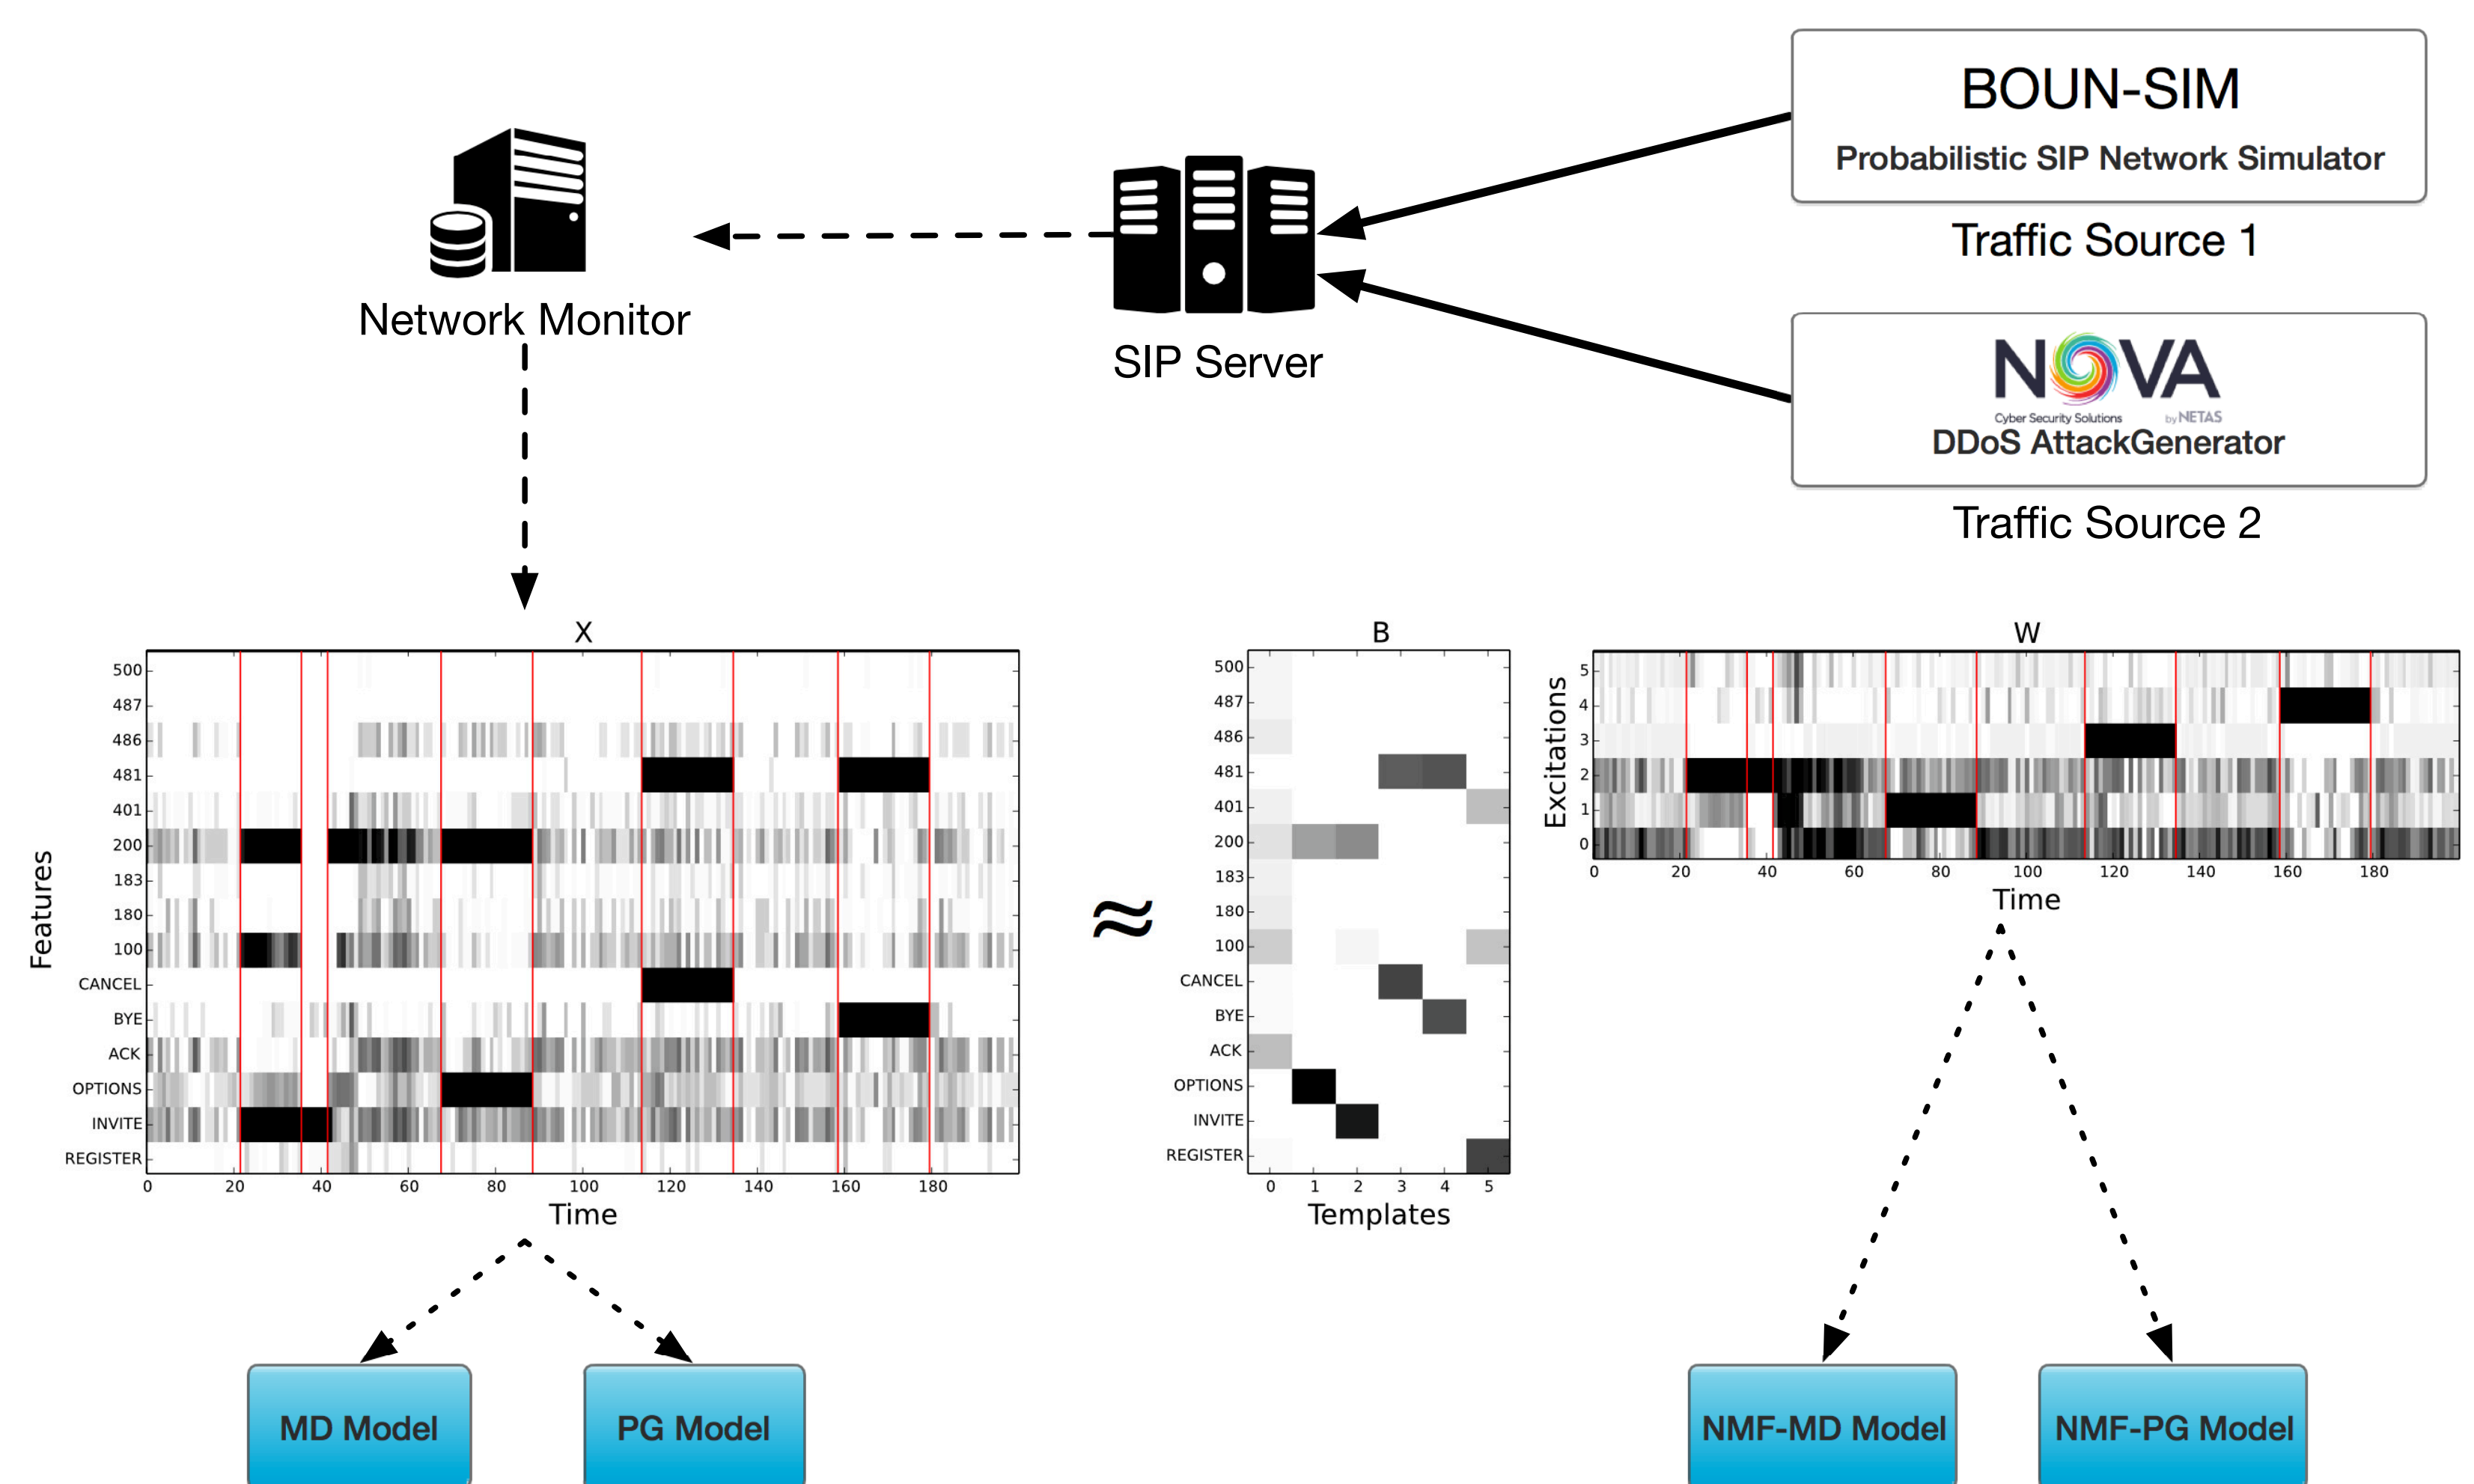 BOUN-SIM
Probabilistic SIP Network Simulator
Traffic Source 1
Network Monitor
SIP Server
NOVA
Cyber Security Solutions by NETAS
DDoS AttackGenerator
Traffic Source 2
X
Features
500
487
486
481
401
200
183
180
100
CANCEL
BYE
ACK
OPTIONS
INVITE
REGISTER
0 20 40 60 80 100 120 140 160 180
Time
≈
B
500
487
486
481
401
200
183
180
100
CANCEL
BYE
ACK
OPTIONS
INVITE
REGISTER
0 1 2 3 4 5
Templates
W
Excitations
5
4
3
2
1
0
0 20 40 60 80 100 120 140 160 180
Time
MD Model
PG Model
NMF-MD Model
NMF-PG Model